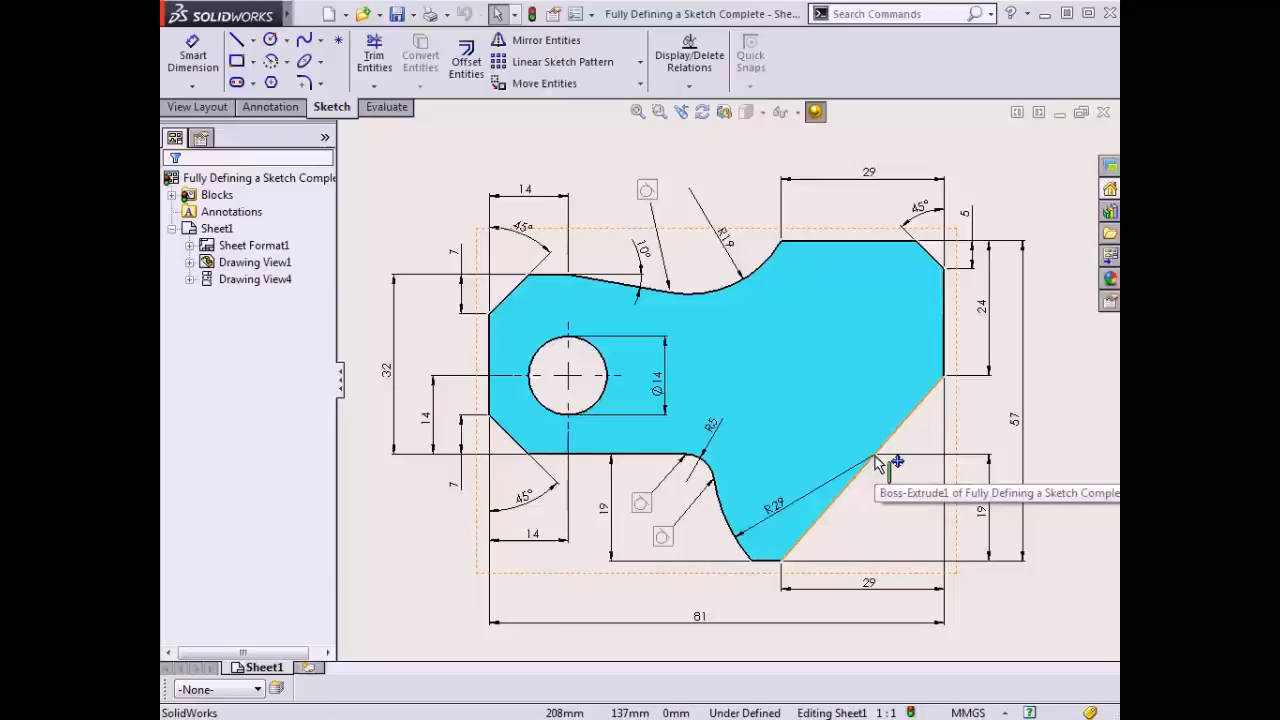 SOLIDWORKS
Fully Defining a Sketch Complete - She...
Search Commands
Smart Dimension
Trim Entities
Convert Entities
Offset Entities
Mirror Entities
Linear Sketch Pattern
Move Entities
Display/Delete Relations
Quick Snaps
View Layout
Annotation
Sketch
Evaluate
Fully Defining a Sketch Comple
Blocks
Annotations
Sheet1
Sheet Format1
Drawing View1
Drawing View4
29
14
45°
5
45°
R19
10°
7
24
32
Ø14
14
57
R5
7
45°
R29
19
19
Boss-Extrude1 of Fully Defining a Sketch Comple
14
29
81
Sheet1
-None-
SolidWorks
208mm
137mm
0mm
Under Defined
Editing Sheet1
1 : 1
MMGS